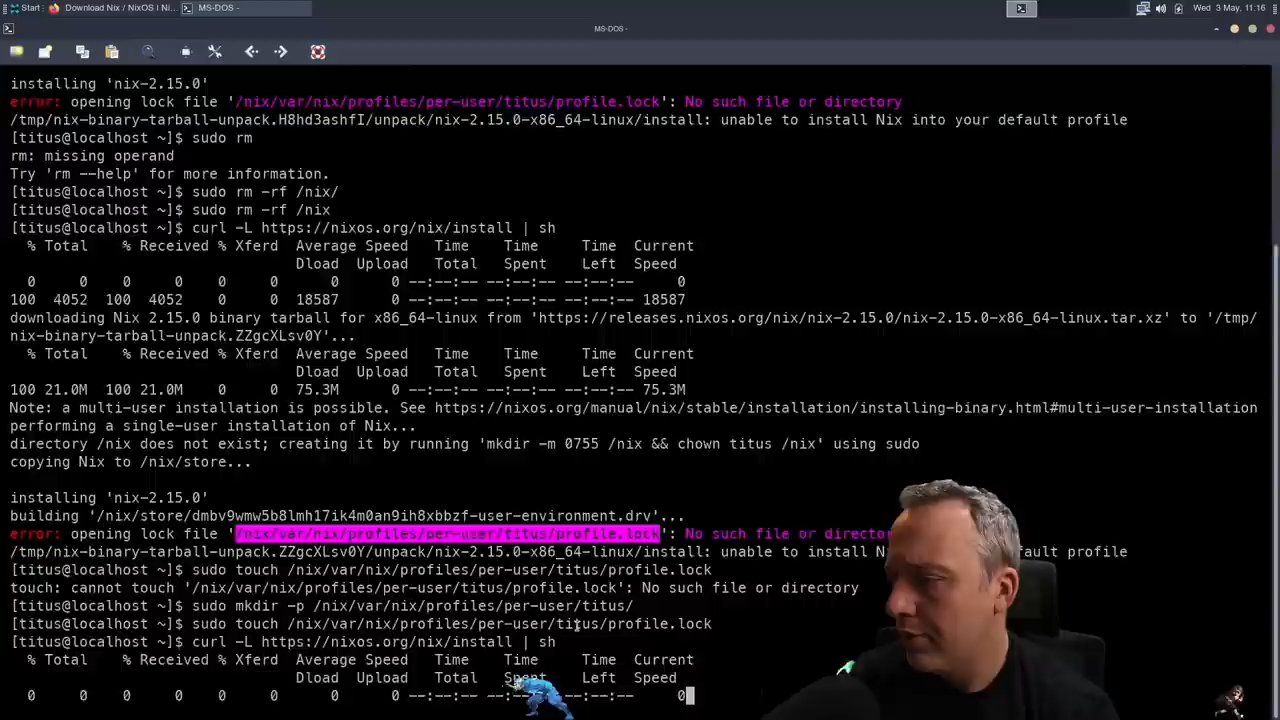 Start
Download Nix / NixOS | Ni...
MS-DOS -
Wed 3 May, 11:16
MS-DOS -
installing 'nix-2.15.0'
error: opening lock file '/nix/var/nix/profiles/per-user/titus/profile.lock': No such file or directory
/tmp/nix-binary-tarball-unpack.H8hd3ashfI/unpack/nix-2.15.0-x86_64-linux/install: unable to install Nix into your default profile
[titus@localhost ~]$ sudo rm
rm: missing operand
Try 'rm --help' for more information.
[titus@localhost ~]$ sudo rm -rf /nix/
[titus@localhost ~]$ sudo rm -rf /nix
[titus@localhost ~]$ curl -L https://nixos.org/nix/install | sh
% Total % Received % Xferd Average Speed Time Time Time Current
Dload Upload Total Spent Left Speed
0 0 0 0 0 0 0 0 --:--:-- --:--:-- --:--:-- 0
100 4052 100 4052 0 0 18587 0 --:--:-- --:--:-- --:--:-- 18587
downloading Nix 2.15.0 binary tarball for x86_64-linux from 'https://releases.nixos.org/nix/nix-2.15.0/nix-2.15.0-x86_64-linux.tar.xz' to '/tmp/
nix-binary-tarball-unpack.ZZgcXLsv0Y'...
% Total % Received % Xferd Average Speed Time Time Time Current
Dload Upload Total Spent Left Speed
100 21.0M 100 21.0M 0 0 75.3M 0 --:--:-- --:--:-- --:--:-- 75.3M
Note: a multi-user installation is possible. See https://nixos.org/manual/nix/stable/installation/installing-binary.html#multi-user-installation
performing a single-user installation of Nix...
directory /nix does not exist; creating it by running 'mkdir -m 0755 /nix && chown titus /nix' using sudo
copying Nix to /nix/store...
installing 'nix-2.15.0'
building '/nix/store/dmbv9wmw5b8lmh17ik4m0an9ih8xbbzf-user-environment.drv'...
error: opening lock file '/nix/var/nix/profiles/per-user/titus/profile.lock': No such file or director
/tmp/nix-binary-tarball-unpack.ZZgcXLsv0Y/unpack/nix-2.15.0-x86_64-linux/install: unable to install N fault profile
[titus@localhost ~]$ sudo touch /nix/var/nix/profiles/per-user/titus/profile.lock
touch: cannot touch '/nix/var/nix/profiles/per-user/titus/profile.lock': No such file or directory
[titus@localhost ~]$ sudo mkdir -p /nix/var/nix/profiles/per-user/titus/
[titus@localhost ~]$ sudo touch /nix/var/nix/profiles/per-user/titus/profile.lock
[titus@localhost ~]$ curl -L https://nixos.org/nix/install | sh
% Total % Received % Xferd Average Speed Time Time Time Current
Dload Upload Total Spent Left Speed
0 0 0 0 0 0 0 0 --:--:-- --:--:-- --:--:-- 0